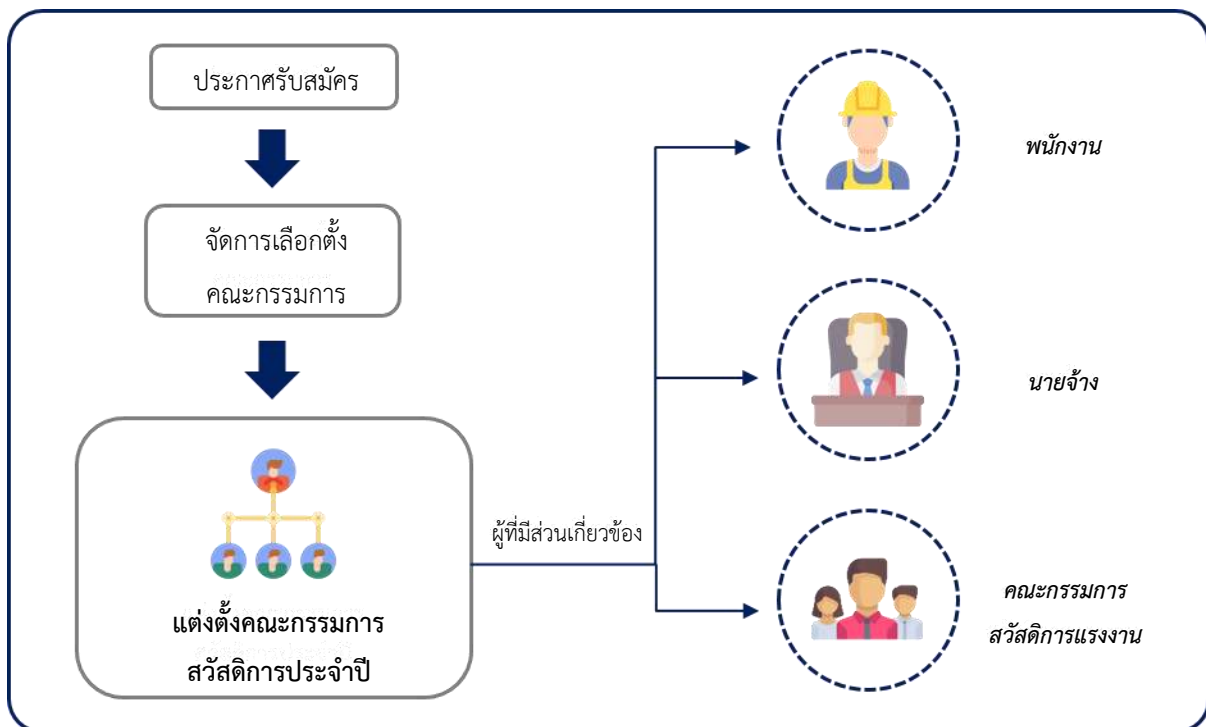 ประกาศรับสมัคร
จัดการเลือกตั้ง
คณะกรรมการ
แต่งตั้งคณะกรรมการ
สวัสดิการประจำปี
ผู้ที่มีส่วนเกี่ยวข้อง
พนักงาน
นายจ้าง
คณะกรรมการ
สวัสดิการแรงงาน